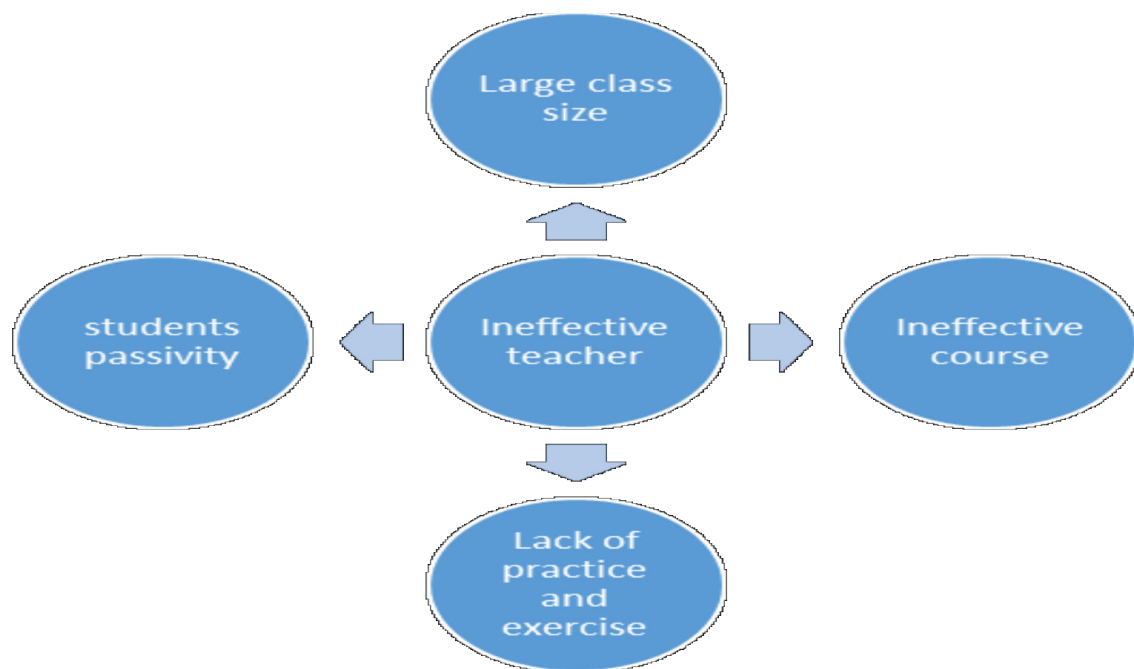 Large class
size
students
passivity
Ineffective
teacher
Ineffective
course
Lack of
practice
and
exercise